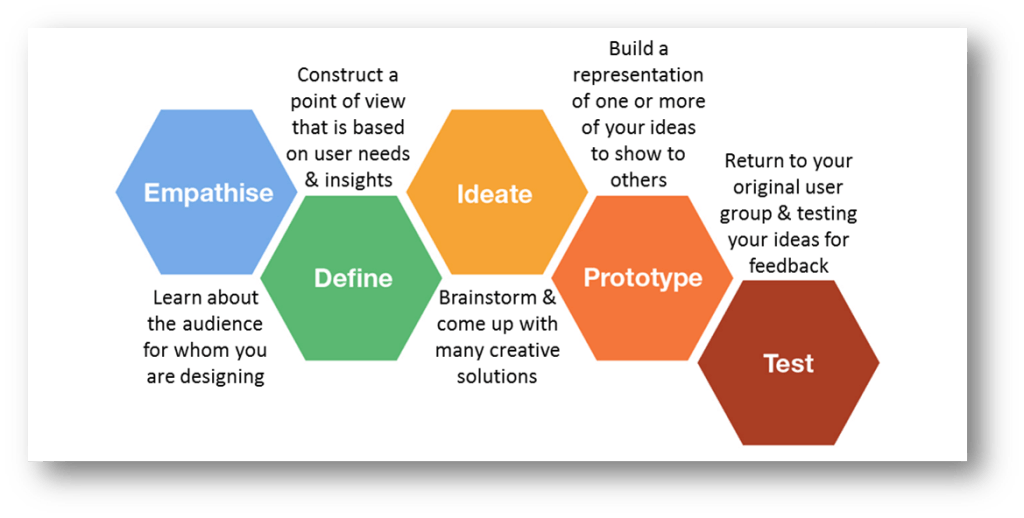 Empathise
Learn about
the audience
for whom you
are designing
Construct a
point of view
that is based
on user needs
& insights
Define
Ideate
Brainstorm &
come up with
many creative
solutions
Build a
representation
of one or more
of your ideas
to show to
others
Prototype
Return to your
original user
group & testing
your ideas for
feedback
Test